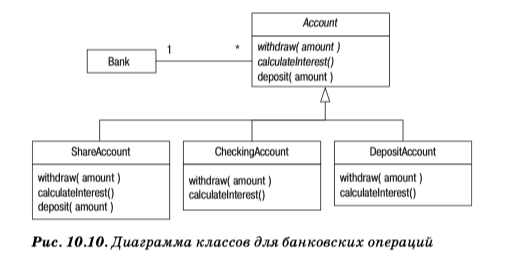 Account
1
*
Bank
withdraw( amount )
calculateInterest()
deposit( amount )
ShareAccount
withdraw( amount )
calculateInterest()
deposit( amount )
CheckingAccount
withdraw( amount )
calculateInterest()
DepositAccount
withdraw( amount )
calculateInterest()
Рис. 10.10. Диаграмма классов для банковских операций